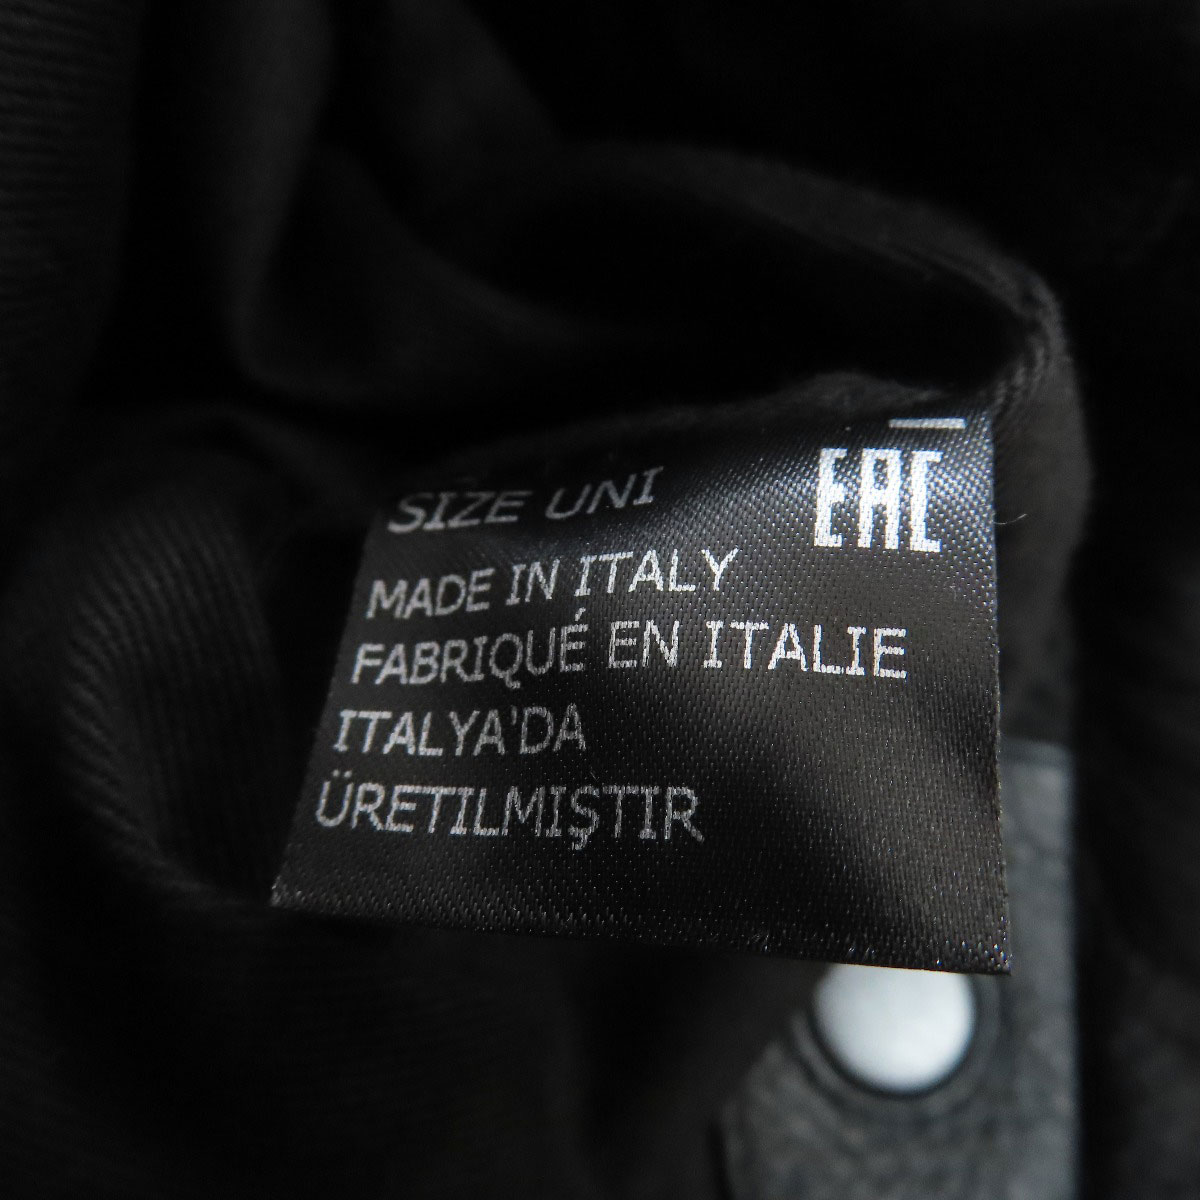 SIZE UNI
EAC
MADE IN ITALY
FABRIQUÉ EN ITALIE
ITALYA'DA
ÜRETILMIŞTIR